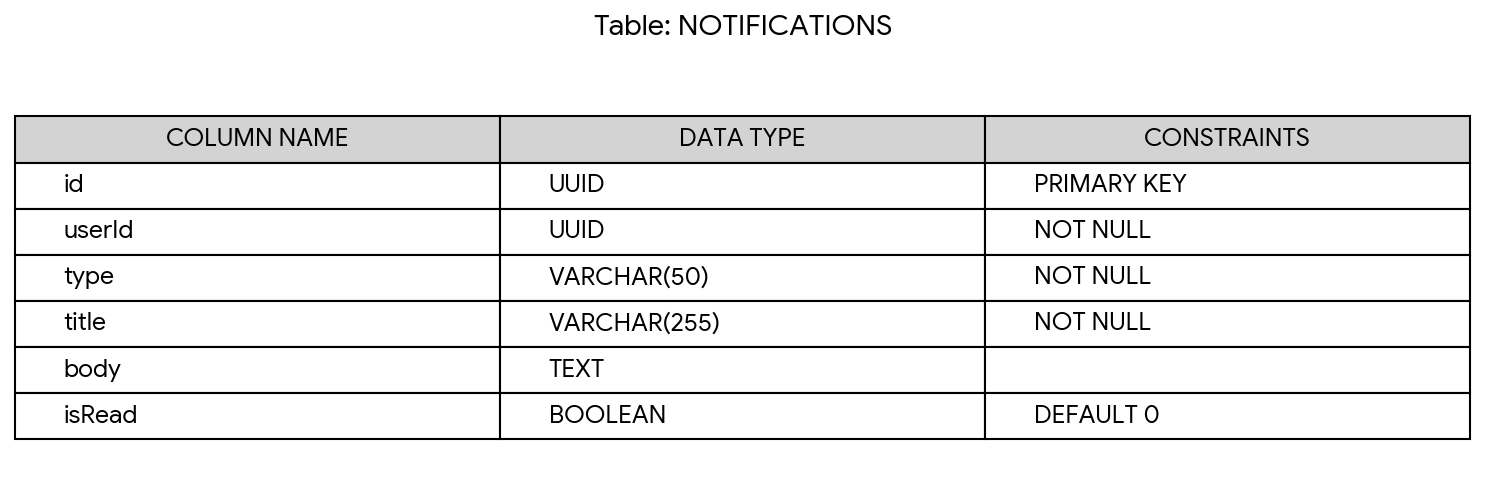 Table: NOTIFICATIONS
COLUMN NAME DATA TYPE CONSTRAINTS
id UUID PRIMARY KEY
userId UUID NOT NULL
type VARCHAR(50) NOT NULL
title VARCHAR(255) NOT NULL
body TEXT
isRead BOOLEAN DEFAULT 0